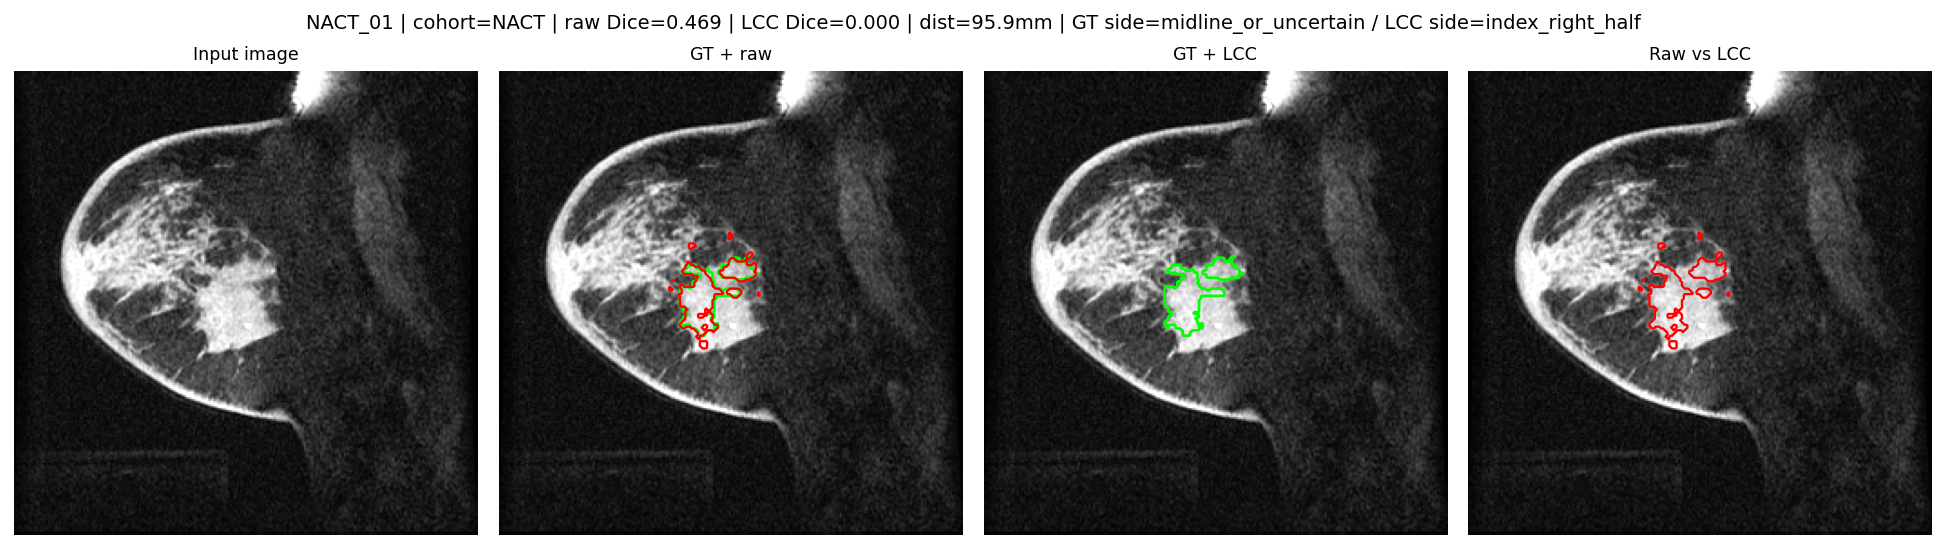 NACT_01 | cohort=NACT | raw Dice=0.469 | LCC Dice=0.000 | dist=95.9mm | GT side=midline_or_uncertain / LCC side=index_right_half
Input image
GT + raw
GT + LCC
Raw vs LCC